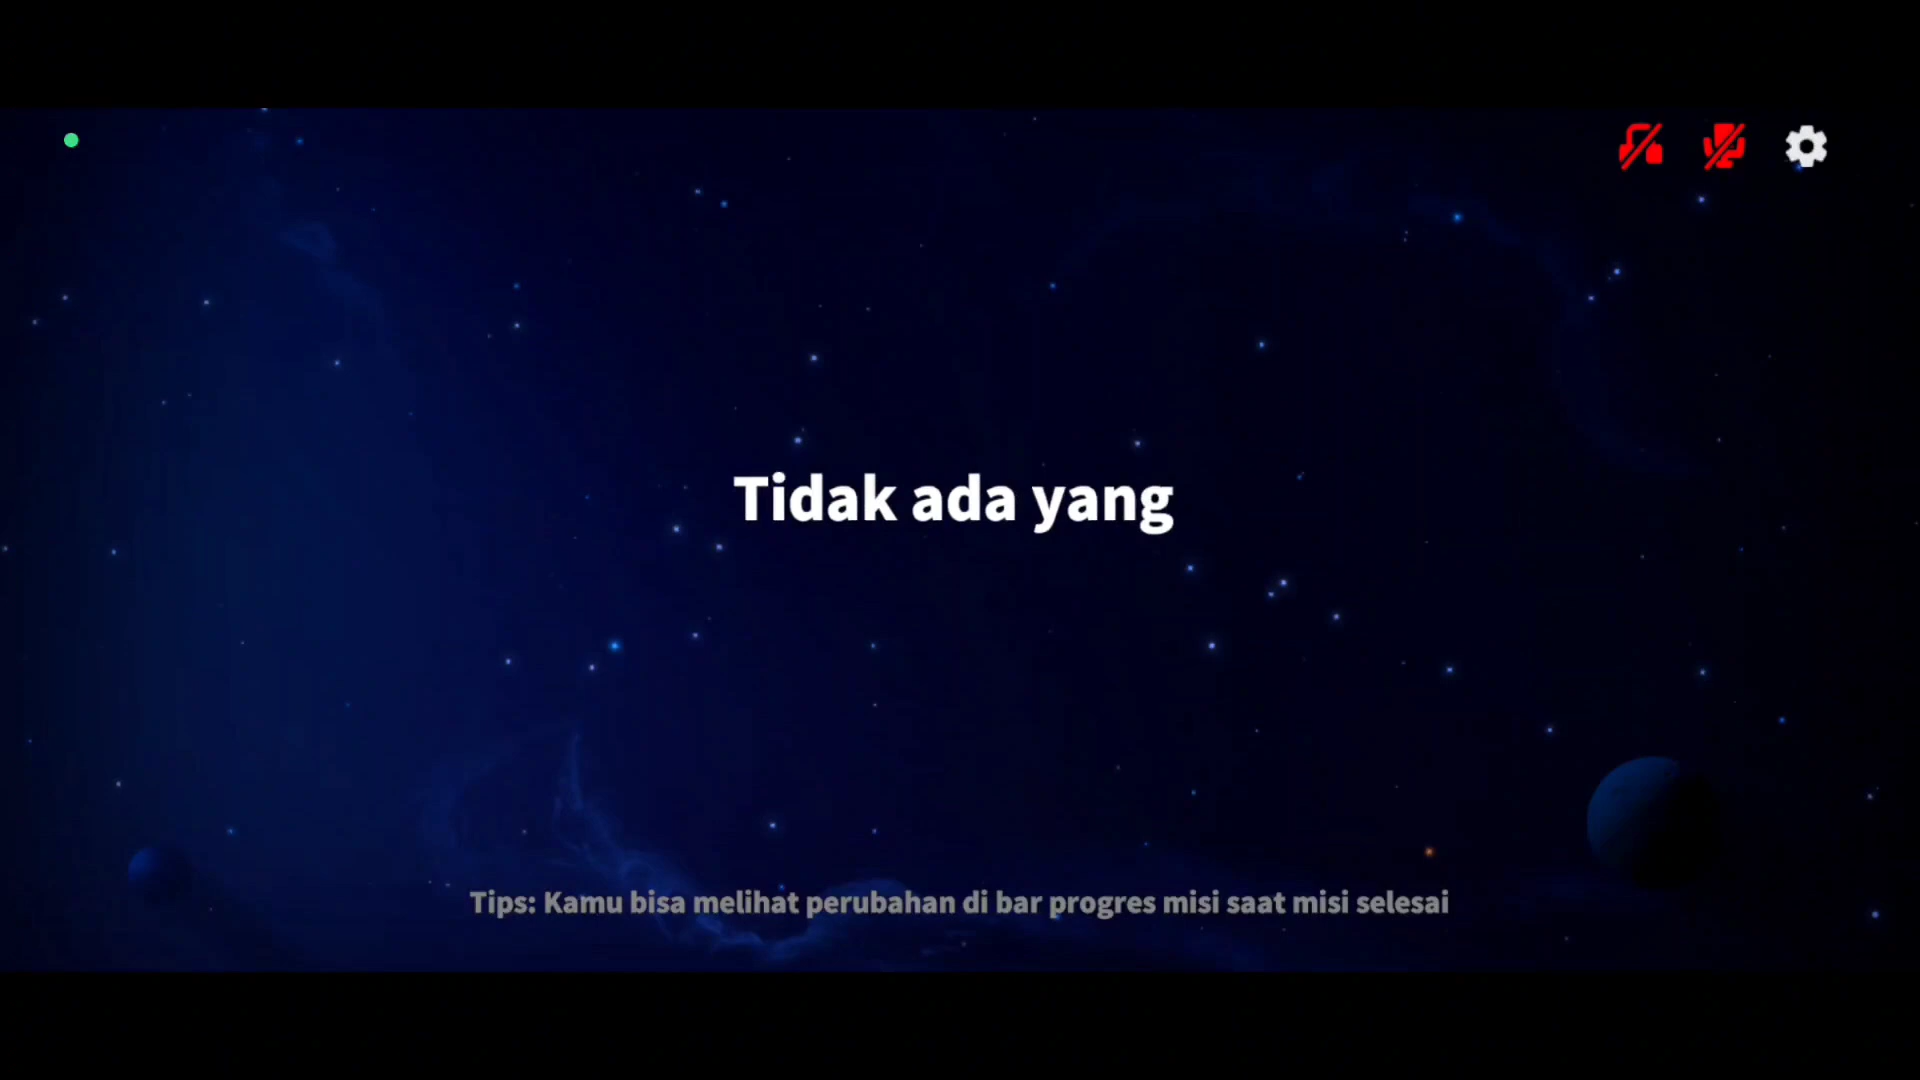 Tidak ada yang
Tips: Kamu bisa melihat perubahan di bar progres misi saat misi selesai